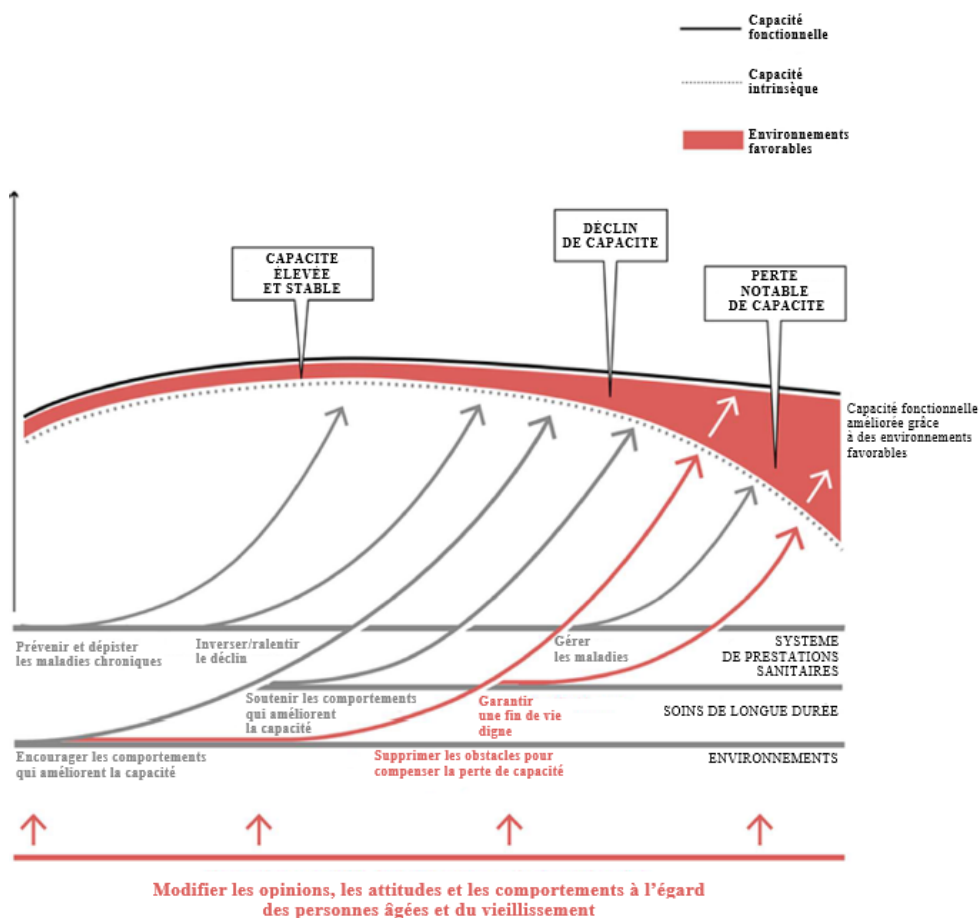 Capacité
fonctionnelle
Capacité
intrinsèque
Environnements
favorables
CAPACITE
ÉLEVÉE
ET STABLE
DÉCLIN
DE CAPACITE
PERTE
NOTABLE
DE CAPACITE
Capacité fonctionnelle
améliorée grâce
à des environnements
favorables
Prévenir et dépister
les maladies chroniques
Inverser/ralentir
le déclin
Gérer
les maladies
SYSTEME
DE PRESTATIONS
SANITAIRES
Soutenir les comportements
qui améliorent
la capacité
Garantir
une fin de vie
digne
SOINS DE LONGUE DUREE
Encourager les comportements
qui améliorent la capacité
Supprimer les obstacles pour
compenser la perte de capacité
ENVIRONNEMENTS
Modifier les opinions, les attitudes et les comportements à l’égard
des personnes âgées et du vieillissement